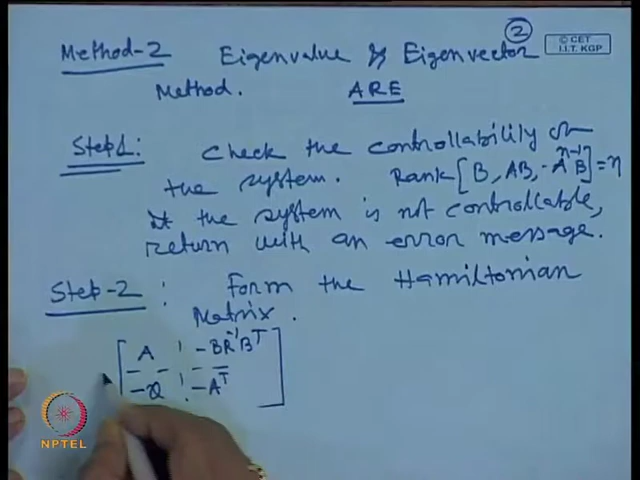 ②
© CET
I.I.T. KGP
Method-2 Eigenvalue & Eigenvector
Method. ARE
Step1: Check the controllability of
the system. Rank[B, AB, - A^{n-1}B] = n
If the system is not controllable,
return with an error message.
Step-2 : Form the Hamiltonian
Matrix.
[ A ¦ -BR^{-1}B^T
-Q ¦ -A^T ]
NPTEL